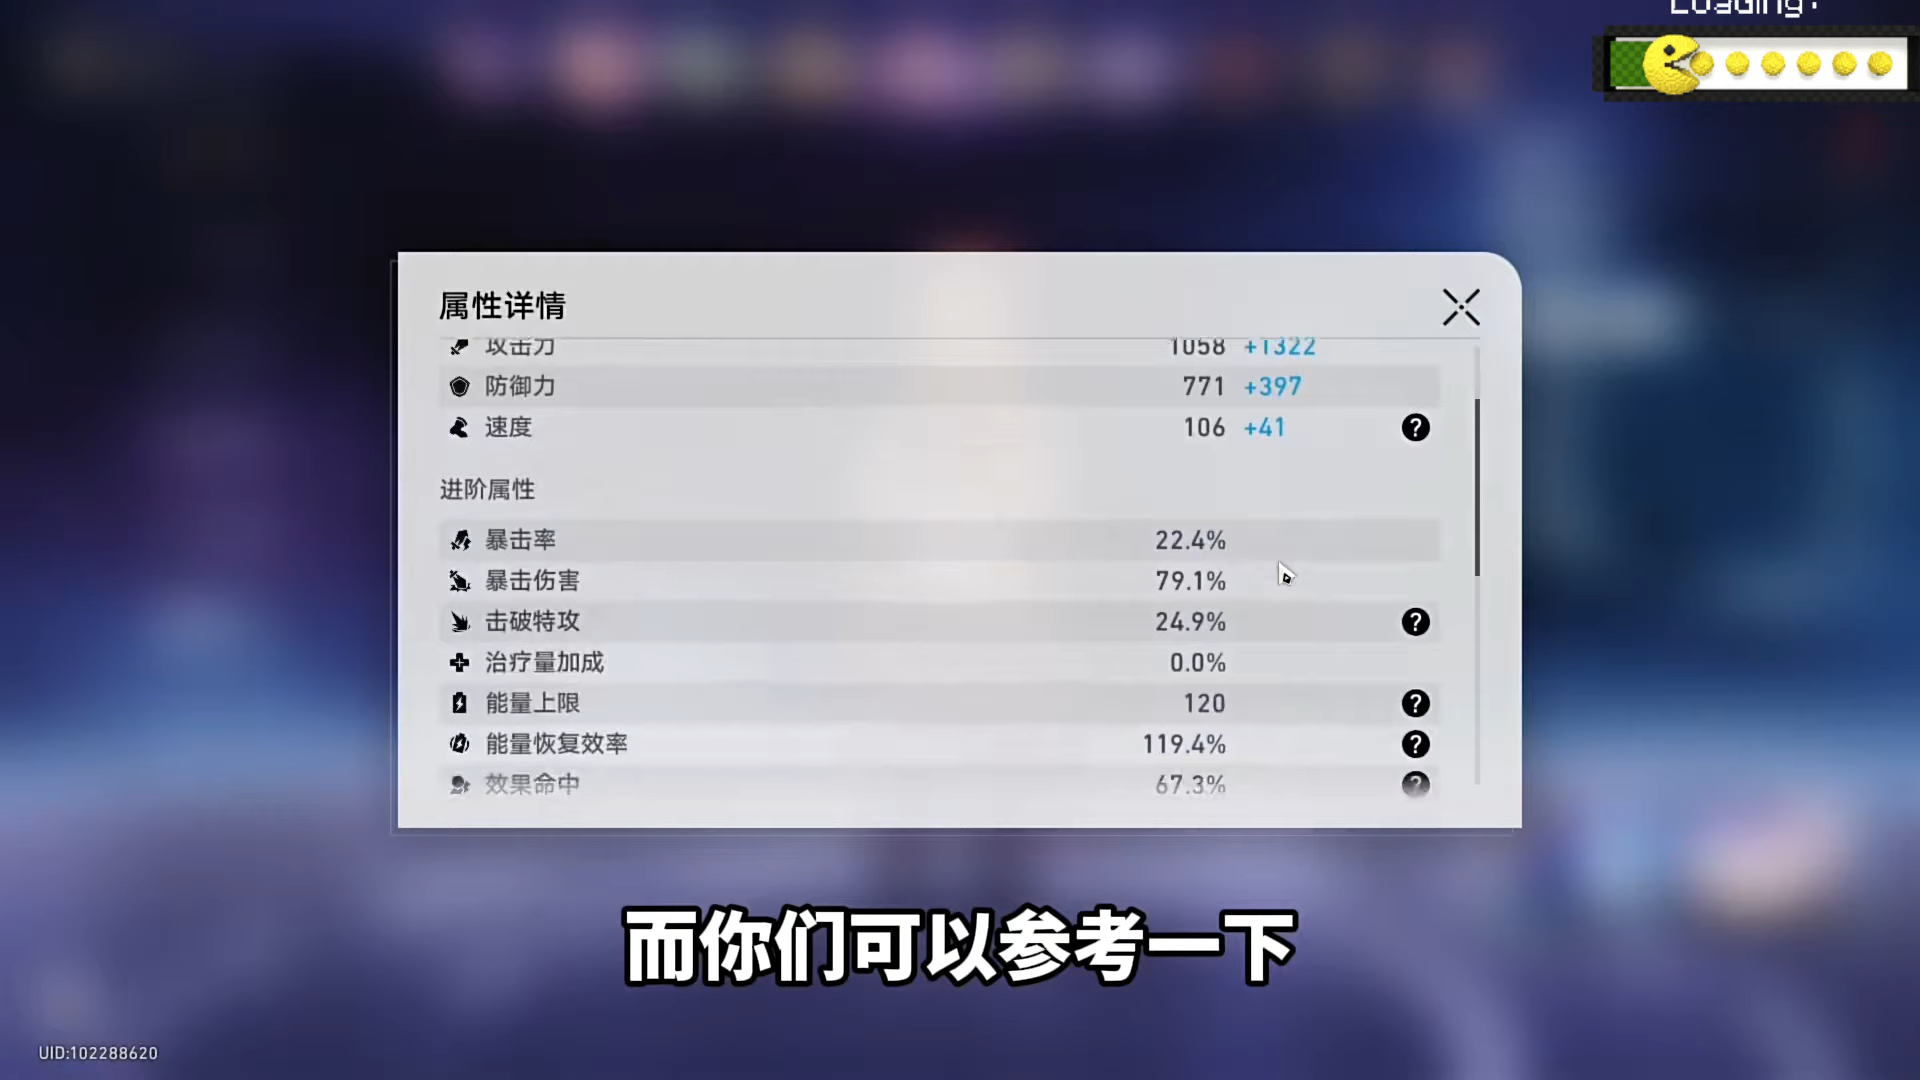 Loading.
属性详情
攻击力 1058 +1322
防御力 771 +397
速度 106 +41 ?
进阶属性
暴击率 22.4%
暴击伤害 79.1%
击破特攻 24.9% ?
治疗量加成 0.0%
能量上限 120 ?
能量恢复效率 119.4% ?
效果命中 67.3% ?
而你们可以参考一下
UID:102288620